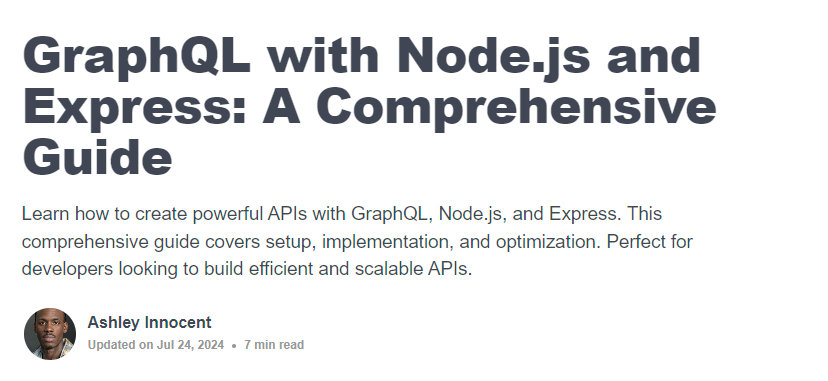 GraphQL with Node.js and
Express: A Comprehensive
Guide
Learn how to create powerful APIs with GraphQL, Node.js, and Express. This
comprehensive guide covers setup, implementation, and optimization. Perfect for
developers looking to build efficient and scalable APIs.
Ashley Innocent
Updated on Jul 24, 2024 • 7 min read